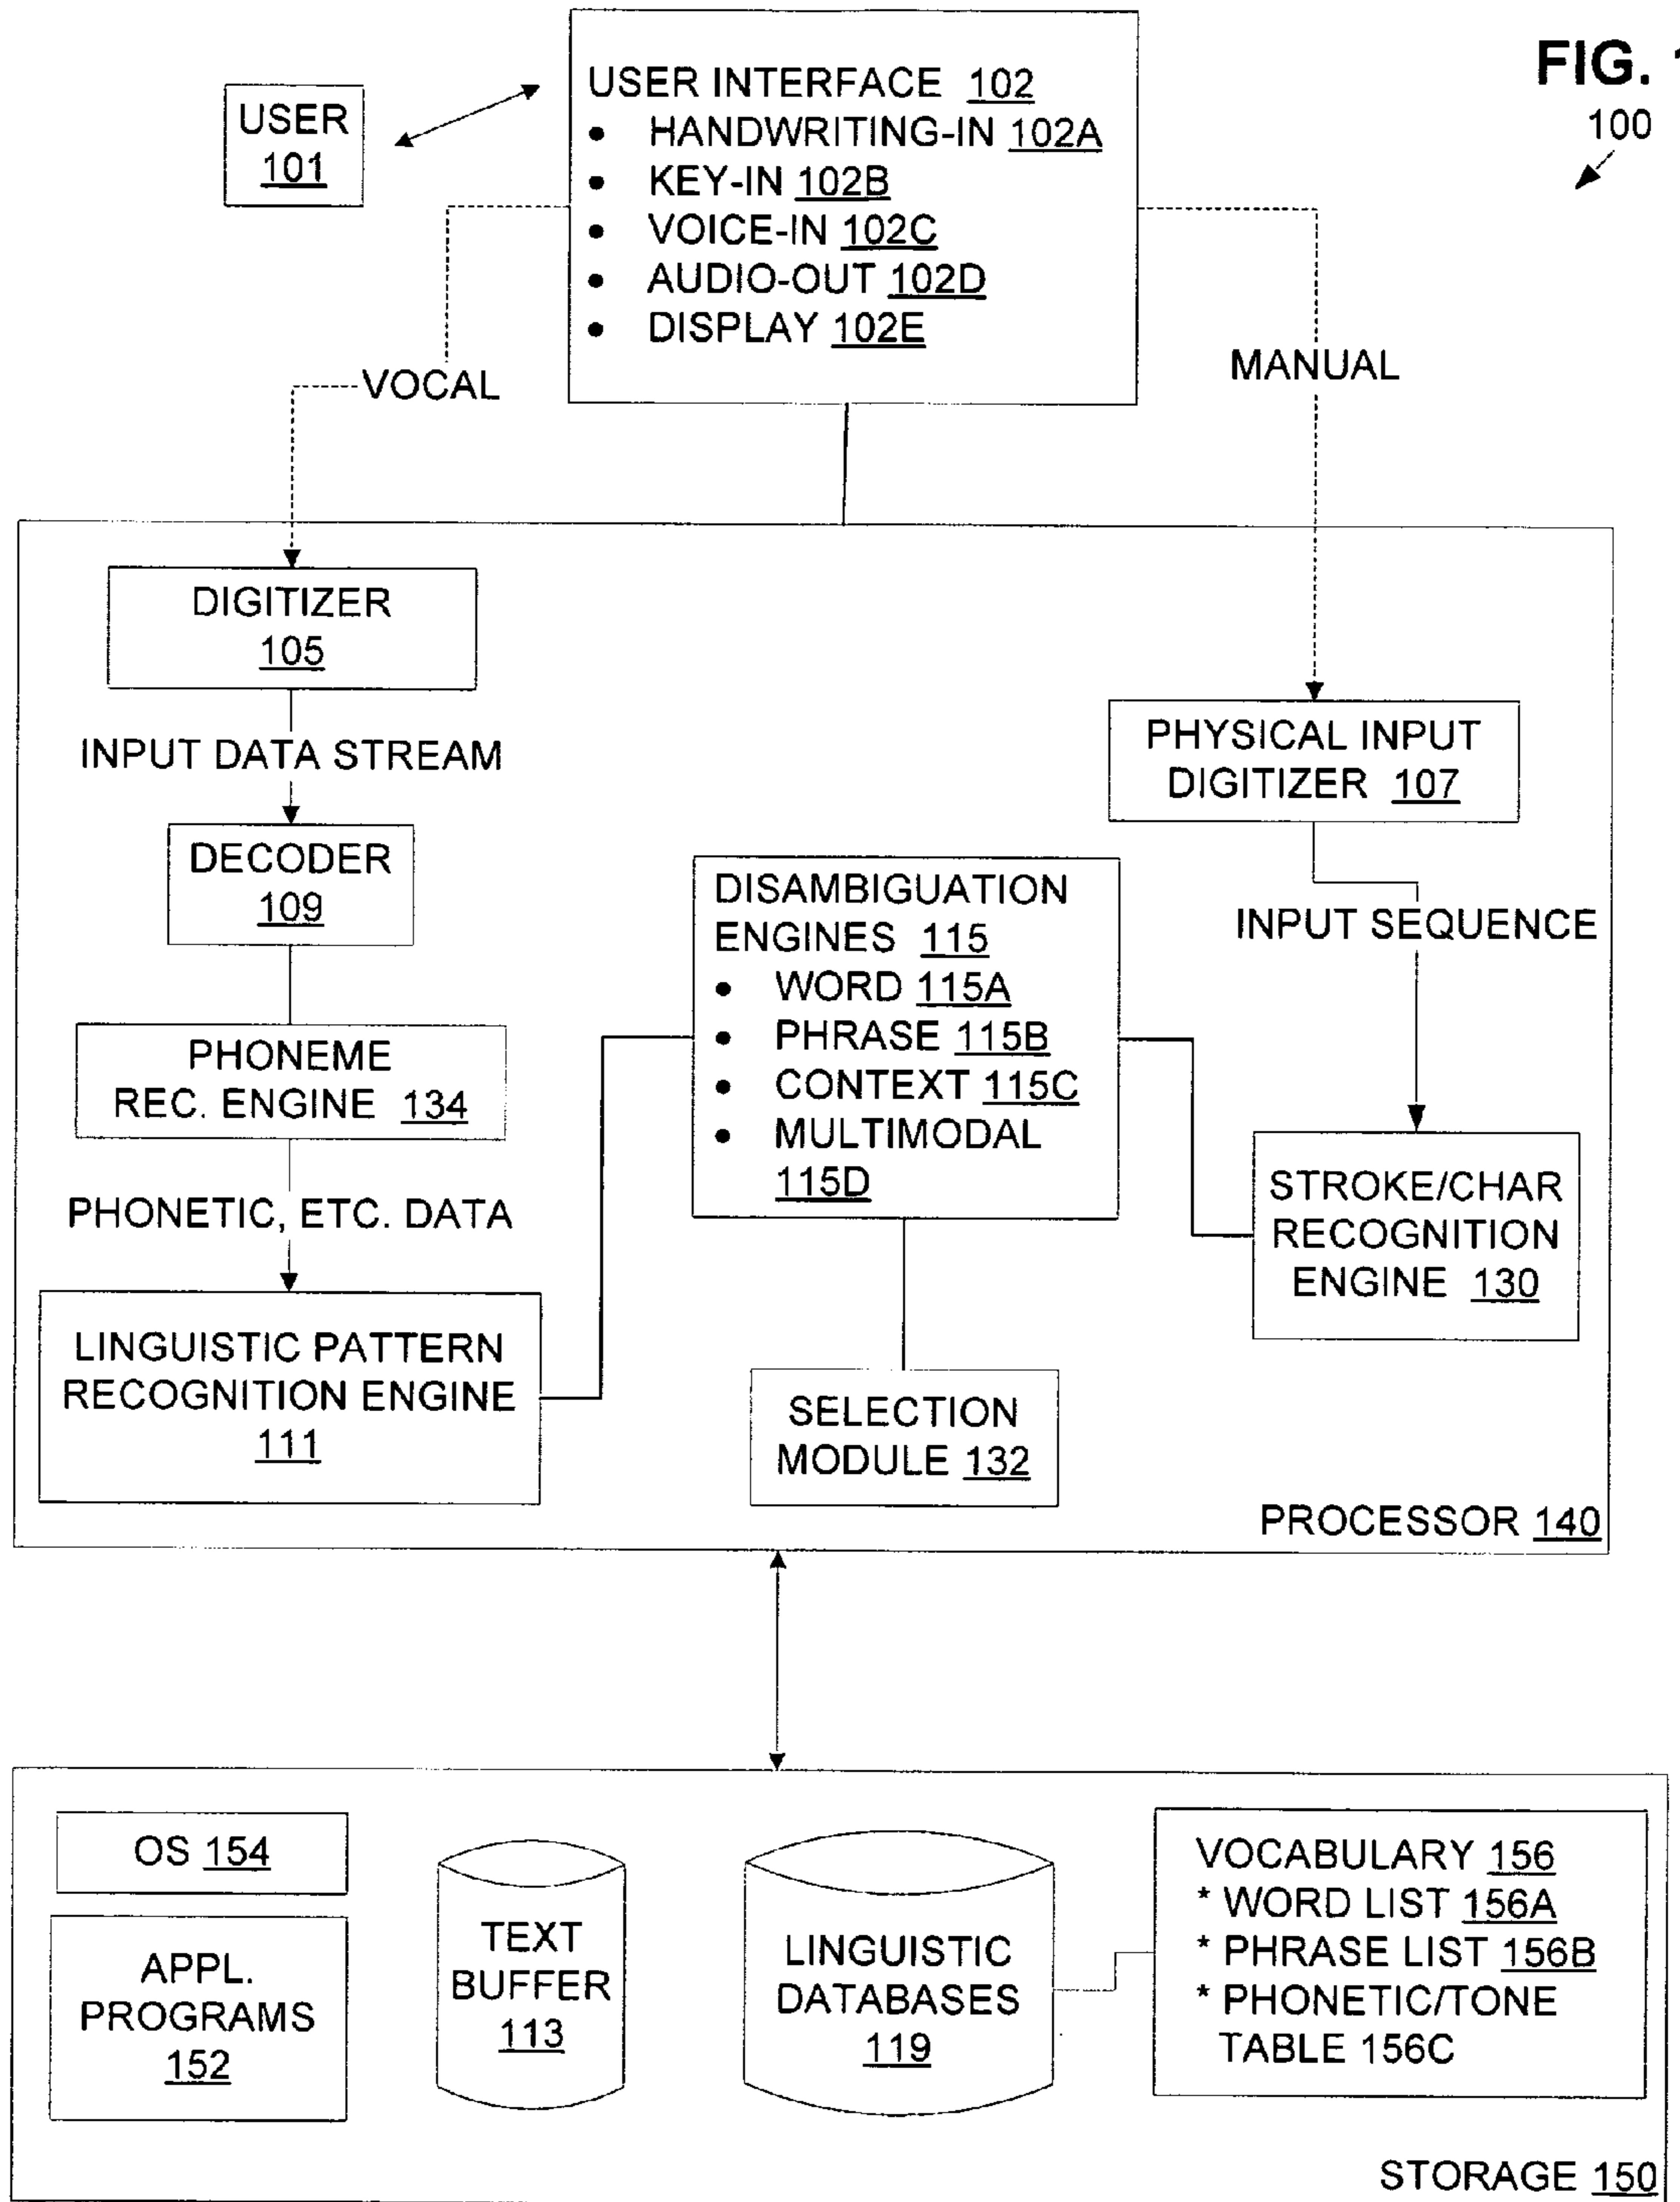 FIG. 1
100
USER
101
USER INTERFACE 102
• HANDWRITING-IN 102A
• KEY-IN 102B
• VOICE-IN 102C
• AUDIO-OUT 102D
• DISPLAY 102E
VOCAL
MANUAL
DIGITIZER
105
INPUT DATA STREAM
DECODER
109
PHONEME
REC. ENGINE 134
PHONETIC, ETC. DATA
LINGUISTIC PATTERN
RECOGNITION ENGINE
111
DISAMBIGUATION
ENGINES 115
• WORD 115A
• PHRASE 115B
• CONTEXT 115C
• MULTIMODAL
115D
SELECTION
MODULE 132
PHYSICAL INPUT
DIGITIZER 107
INPUT SEQUENCE
STROKE/CHAR
RECOGNITION
ENGINE 130
PROCESSOR 140
OS 154
APPL.
PROGRAMS
152
TEXT
BUFFER
113
LINGUISTIC
DATABASES
119
VOCABULARY 156
* WORD LIST 156A
* PHRASE LIST 156B
* PHONETIC/TONE
TABLE 156C
STORAGE 150